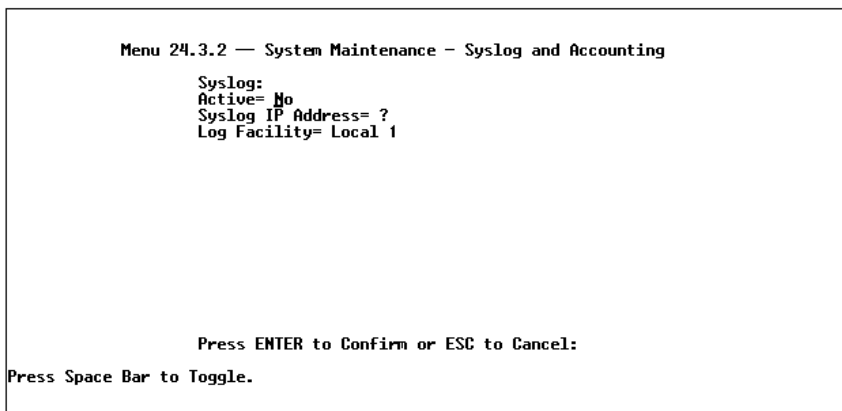 Menu 24.3.2 — System Maintenance - Syslog and Accounting
Syslog:
Active= No
Syslog IP Address= ?
Log Facility= Local 1
Press ENTER to Confirm or ESC to Cancel:
Press Space Bar to Toggle.